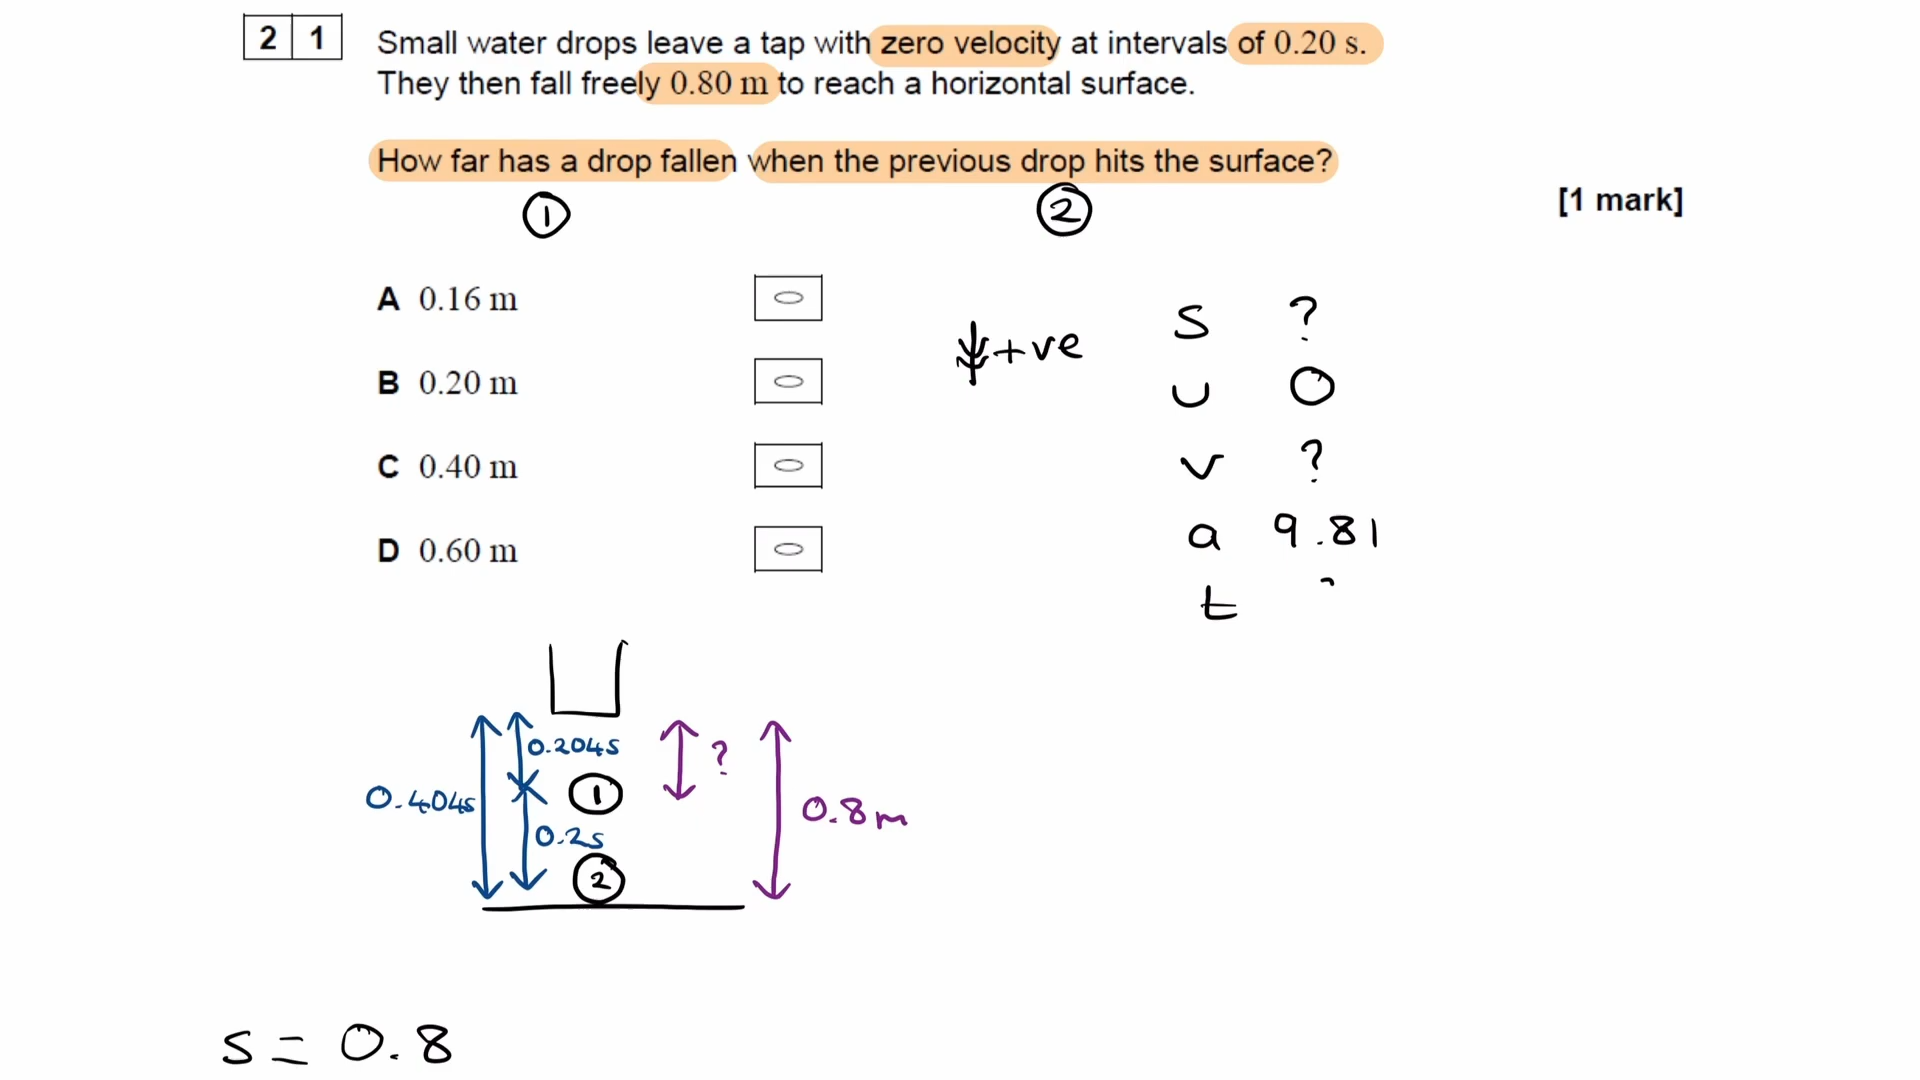 2 1 Small water drops leave a tap with zero velocity at intervals of 0.20 s.
They then fall freely 0.80 m to reach a horizontal surface.
How far has a drop fallen when the previous drop hits the surface?
1 2
[1 mark]
A 0.16 m
B 0.20 m
C 0.40 m
D 0.60 m
+ve
s ?
u 0
v ?
a 9.81
t
0.204s
?
0.404s
1
0.8m
0.2s
2
s = 0.8